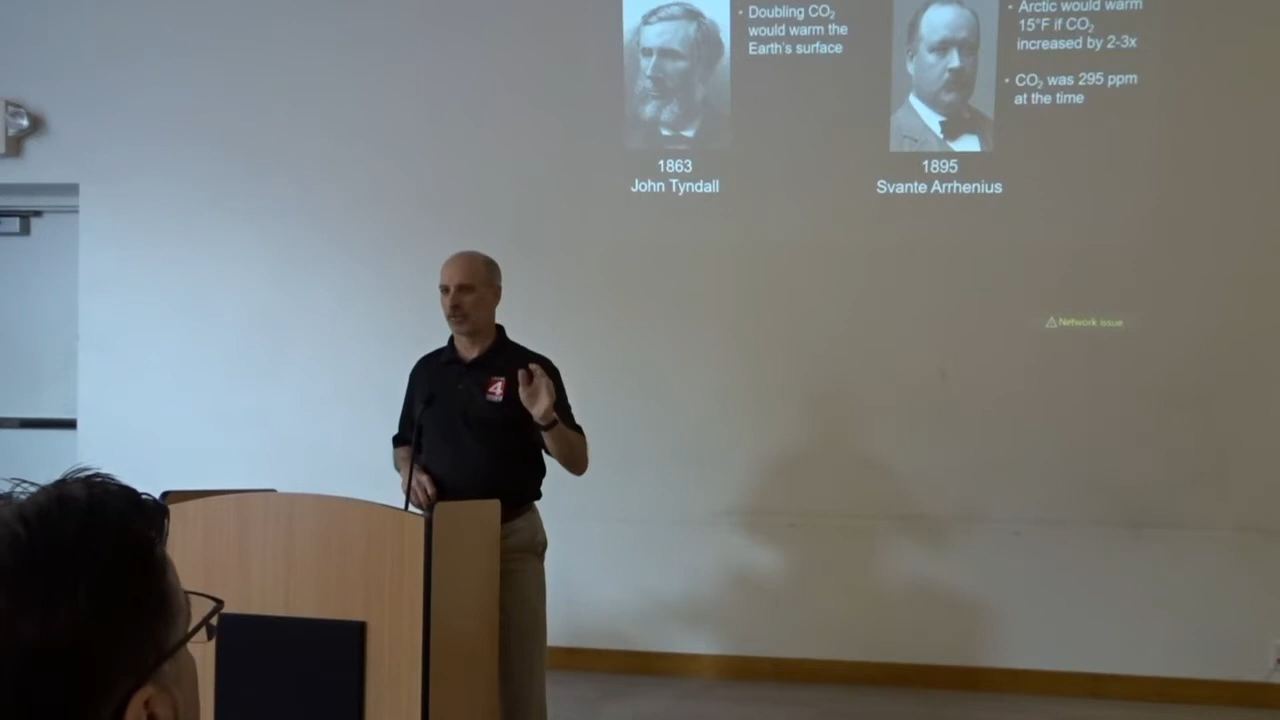 • Doubling CO₂
would warm the
Earth's surface
1863
John Tyndall
• Arctic would warm
15°F if CO₂
increased by 2-3x
• CO₂ was 295 ppm
at the time
1895
Svante Arrhenius
⚠ Network issue
4